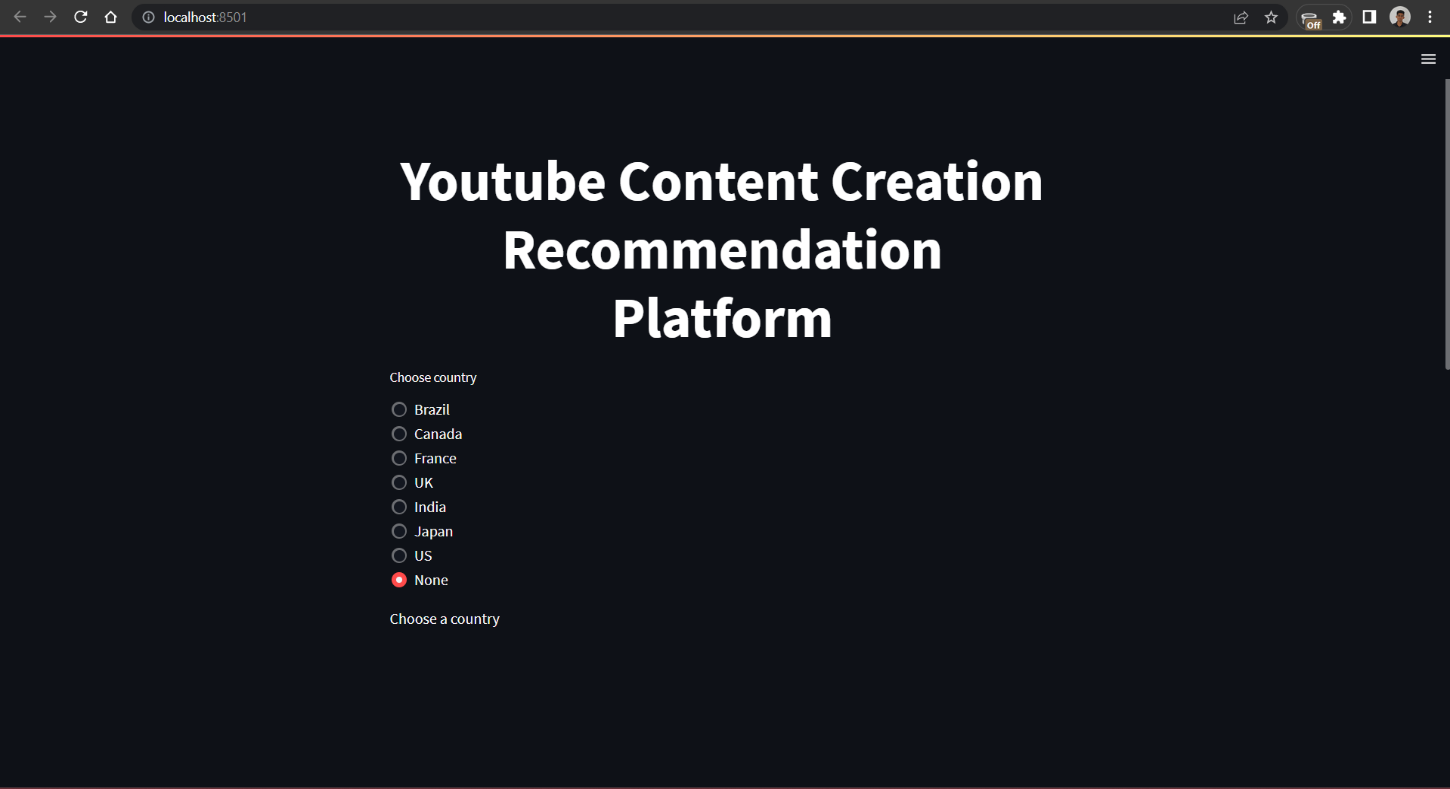 localhost:8501
Off
Youtube Content Creation
Recommendation
Platform
Choose country
Brazil
Canada
France
UK
India
Japan
US
None
Choose a country